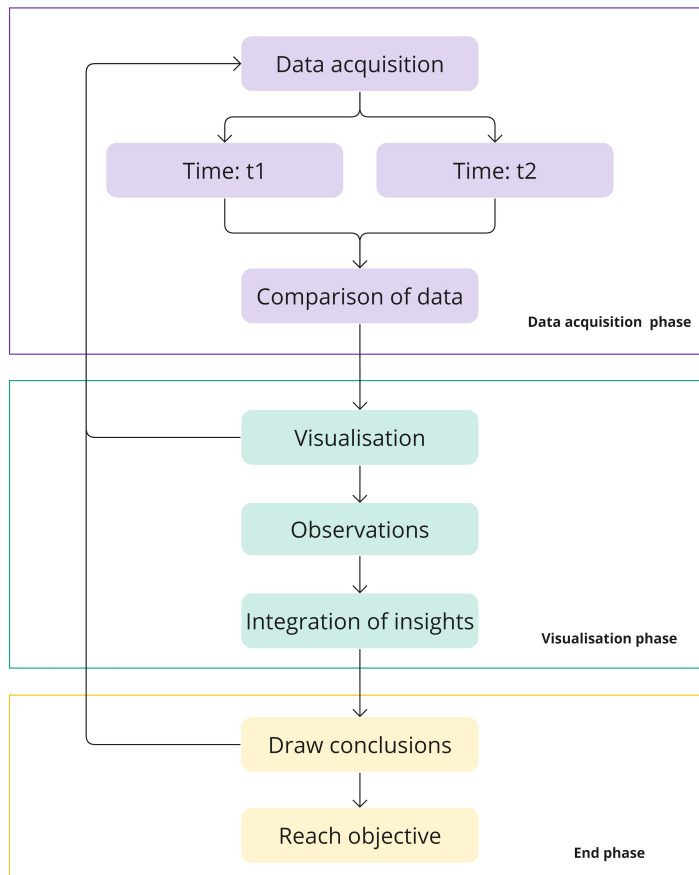 Data acquisition
Time: t1
Time: t2
Comparison of data
Data acquisition  phase
Visualisation
Observations
Integration of insights
Visualisation phase
Draw conclusions
Reach objective
End phase